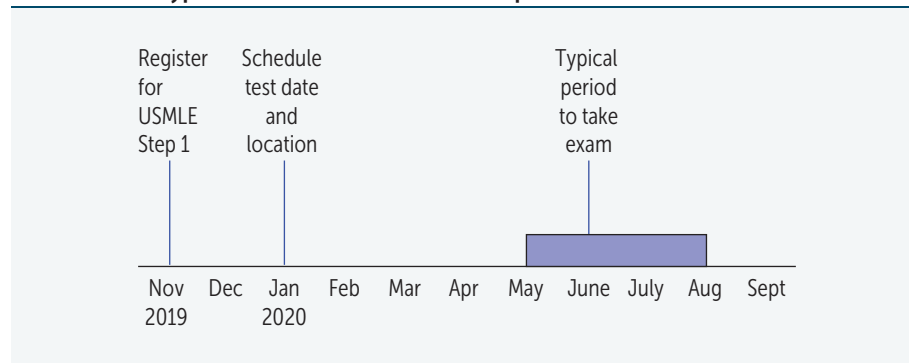 Register
for
USMLE
Step 1
Schedule
test date
and
location
Typical
period
to take
exam
Nov Dec Jan Feb Mar Apr May June July Aug Sept
2019 2020